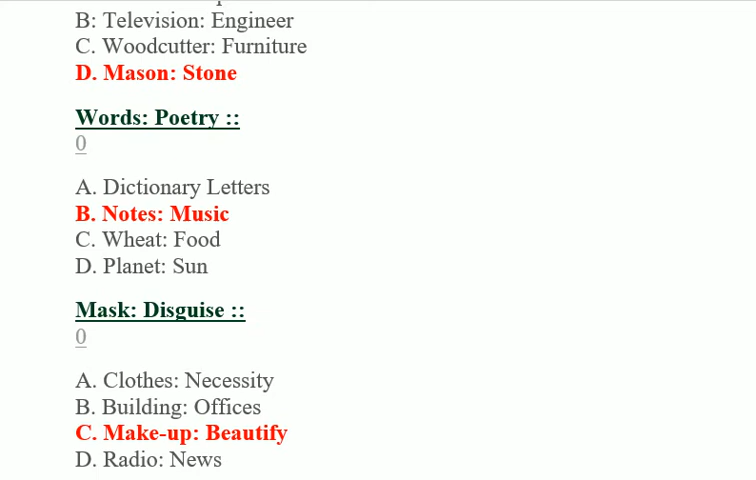 B: Television: Engineer
C. Woodcutter: Furniture
D. Mason: Stone
Words: Poetry ::
0
A. Dictionary Letters
B. Notes: Music
C. Wheat: Food
D. Planet: Sun
Mask: Disguise ::
0
A. Clothes: Necessity
B. Building: Offices
C. Make-up: Beautify
D. Radio: News